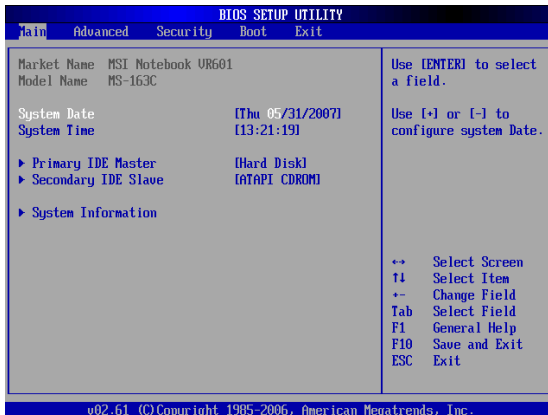 BIOS SETUP UTILITY
Main Advanced Security Boot Exit
Market Name MSI Notebook VR601
Model Name MS-163C
System Date [Thu 05/31/2007]
System Time [13:21:19]
Primary IDE Master [Hard Disk]
Secondary IDE Slave [ATAPI CDROM]
System Information
Use [ENTER] to select
a field.
Use [+] or [-] to
configure system Date.
↔ Select Screen
↑↓ Select Item
+- Change Field
Tab Select Field
F1 General Help
F10 Save and Exit
ESC Exit
v02.61 (C)Copyright 1985-2006, American Megatrends, Inc.